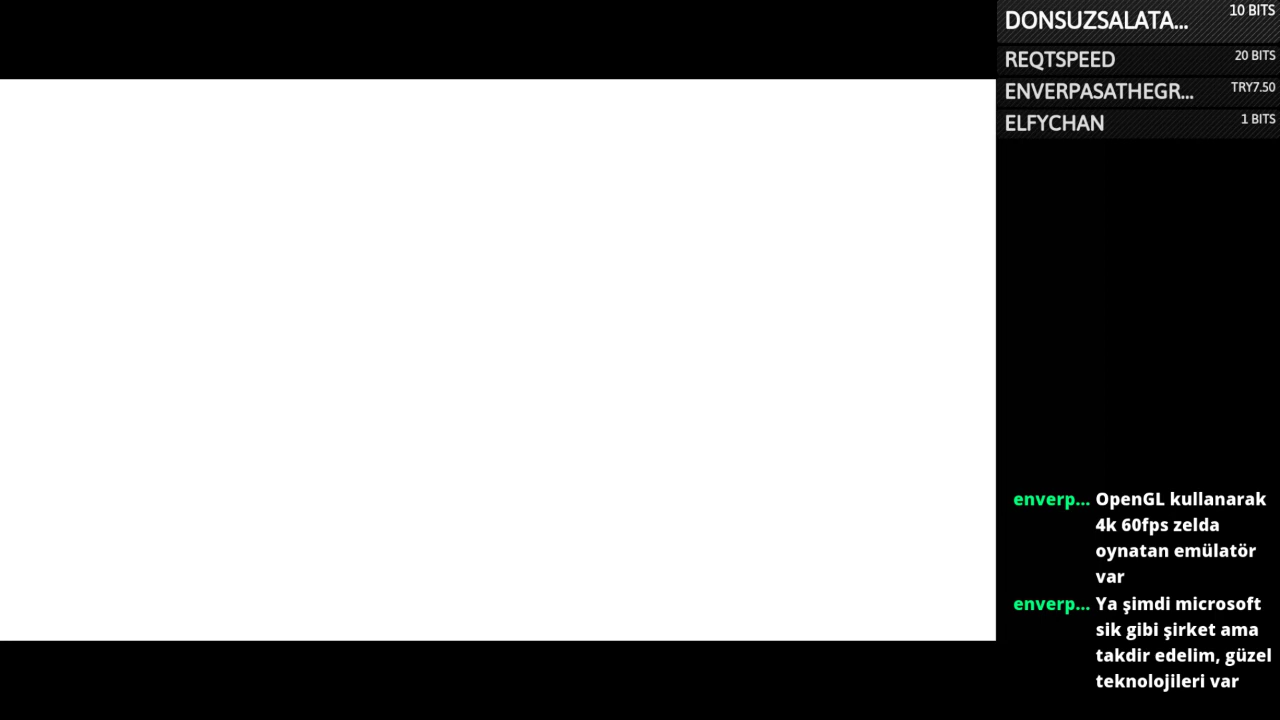 DONSUZSALATA... 10 BITS
REQTSPEED 20 BITS
ENVERPASATHEGR... TRY7.50
ELFYCHAN 1 BITS
enverp... OpenGL kullanarak
4k 60fps zelda
oynatan emülatör
var
enverp... Ya şimdi microsoft
sik gibi şirket ama
takdir edelim, güzel
teknolojileri var